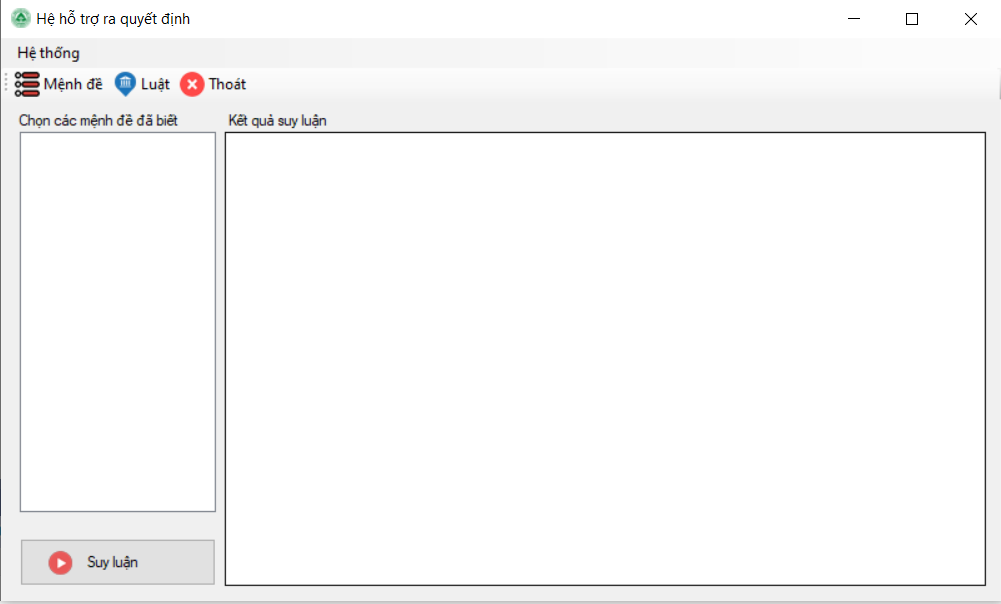 Hệ hỗ trợ ra quyết định
Hệ thống
Mệnh đề Luật Thoát
Chọn các mệnh đề đã biết Kết quả suy luận
Suy luận